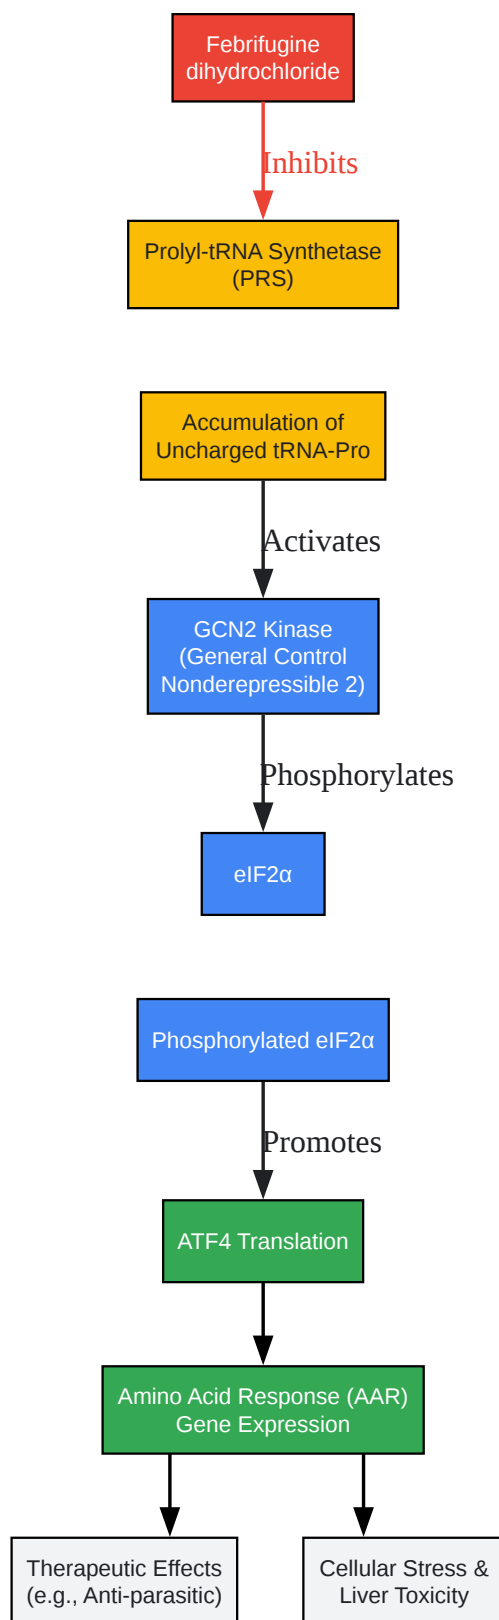 Febrifugine
dihydrochloride
Inhibits
Prolyl-tRNA Synthetase
(PRS)
Accumulation of
Uncharged tRNA-Pro
Activates
GCN2 Kinase
(General Control
Nonderepressible 2)
Phosphorylates
eIF2α
Phosphorylated eIF2α
Promotes
ATF4 Translation
Amino Acid Response (AAR)
Gene Expression
Therapeutic Effects
(e.g., Anti-parasitic)
Cellular Stress &
Liver Toxicity